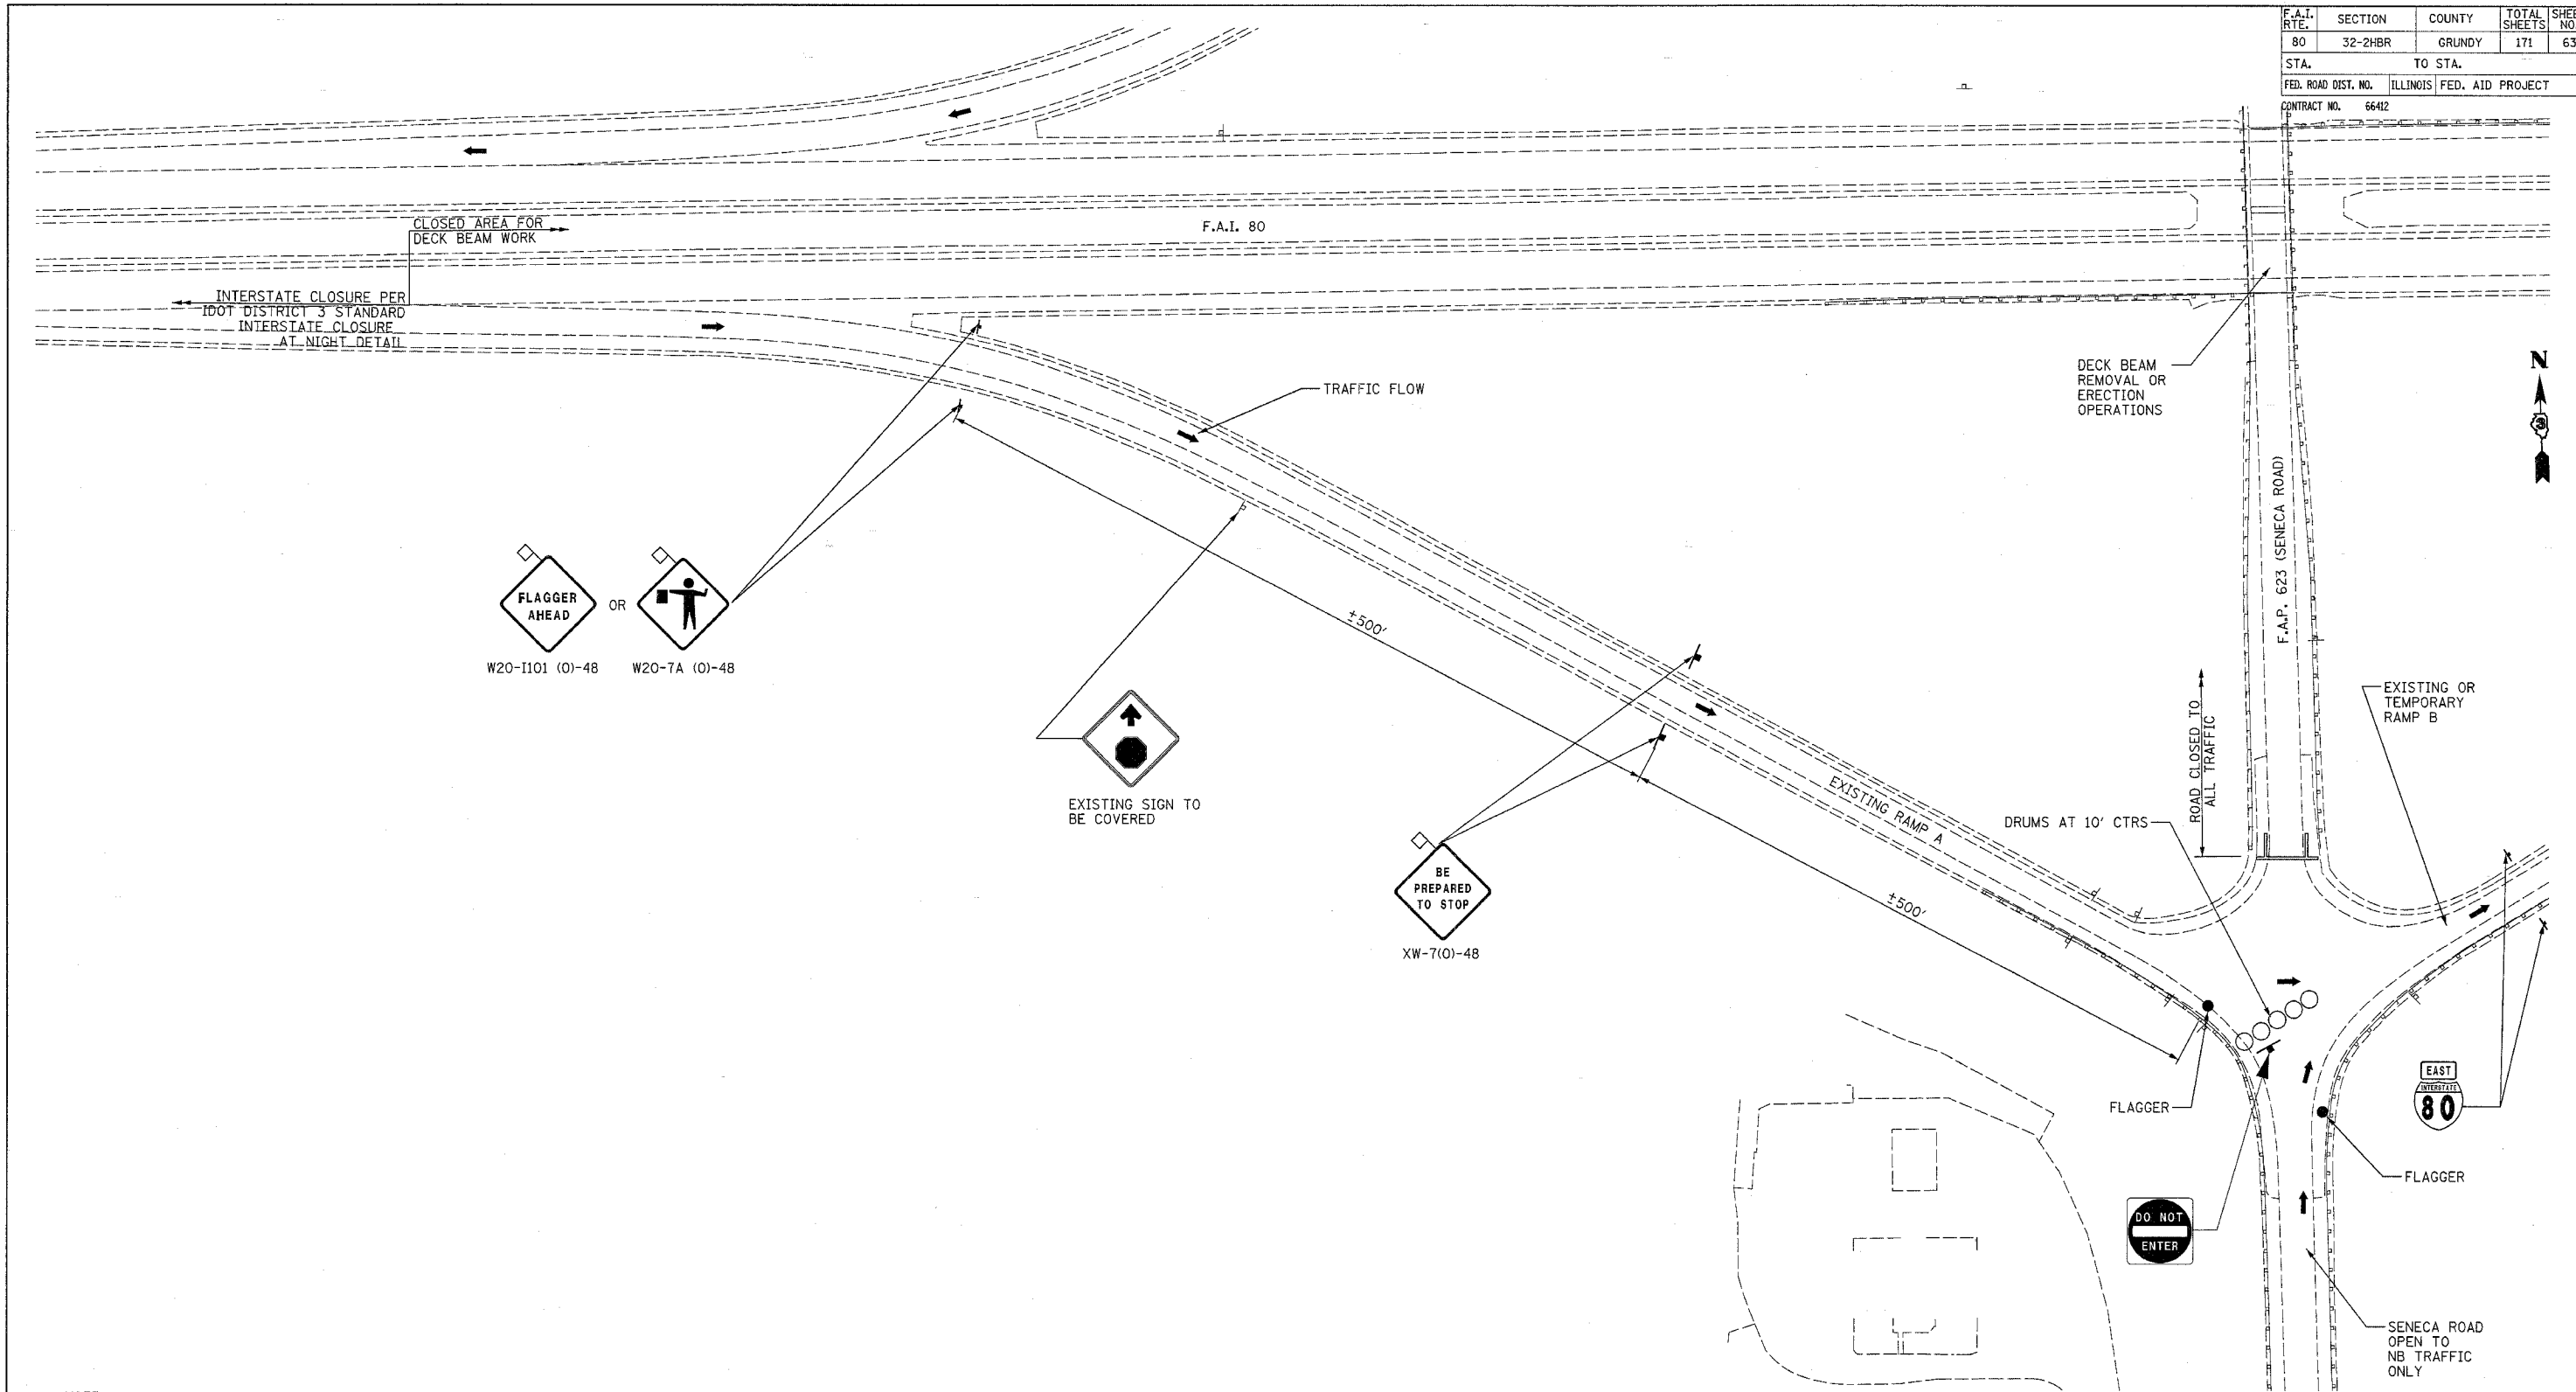 F.A.I. RTE. SECTION COUNTY TOTAL SHEETS
80 32-2HBR GRUNDY 171 63
STA. TO STA.
FED. ROAD DIST. NO. ILLINOIS FED. AID PROJECT
CONTRACT NO. 66412
CLOSED AREA FOR
DECK BEAM WORK
F.A.I. 80
INTERSTATE CLOSURE PER
IDOT DISTRICT 3 STANDARD
INTERSTATE CLOSURE
AT NIGHT DETAIL
TRAFFIC FLOW
DECK BEAM
REMOVAL OR
ERECTION
OPERATIONS
N
3
F.A.P. 623 (SENECA ROAD)
FLAGGER
AHEAD
OR
W20-I101 (O)-48
W20-7A (O)-48
±500'
EXISTING SIGN TO
BE COVERED
BE
PREPARED
TO STOP
XW-7(O)-48
EXISTING RAMP A
±500'
ROAD CLOSED TO
ALL TRAFFIC
EXISTING OR
TEMPORARY
RAMP B
DRUMS AT 10' CTRS
FLAGGER
EAST
INTERSTATE
80
FLAGGER
DO NOT
ENTER
SENECA ROAD
OPEN TO
NB TRAFFIC
ONLY